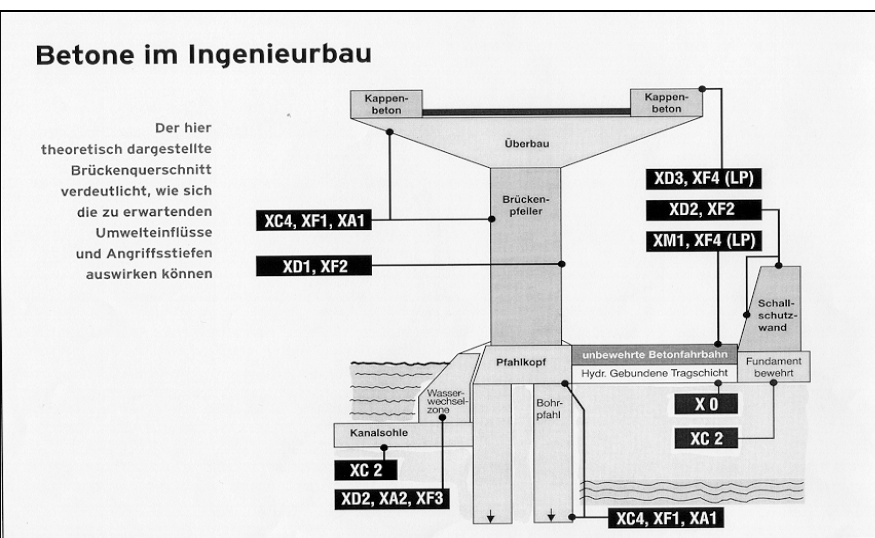 Betone im Ingenieurbau
Der hier
theoretisch dargestellte
Brückenquerschnitt
verdeutlicht, wie sich
die zu erwartenden
Umwelteinflüsse
und Angriffsstiefen
auswirken können
Kappen-
beton
Kappen-
beton
Überbau
XD3, XF4 (LP)
XD2, XF2
XM1, XF4 (LP)
Brücken-
pfeiler
XC4, XF1, XA1
XD1, XF2
Schall-
schutz-
wand
Pfahlkopf
unbewehrte Betonfahrbahn
Hydr. Gebundene Tragschicht
Fundament
bewehrt
Wasser-
wechsel-
zone
Bohr-
pfahl
X 0
Kanalsohle
XC 2
XC 2
XD2, XA2, XF3
XC4, XF1, XA1